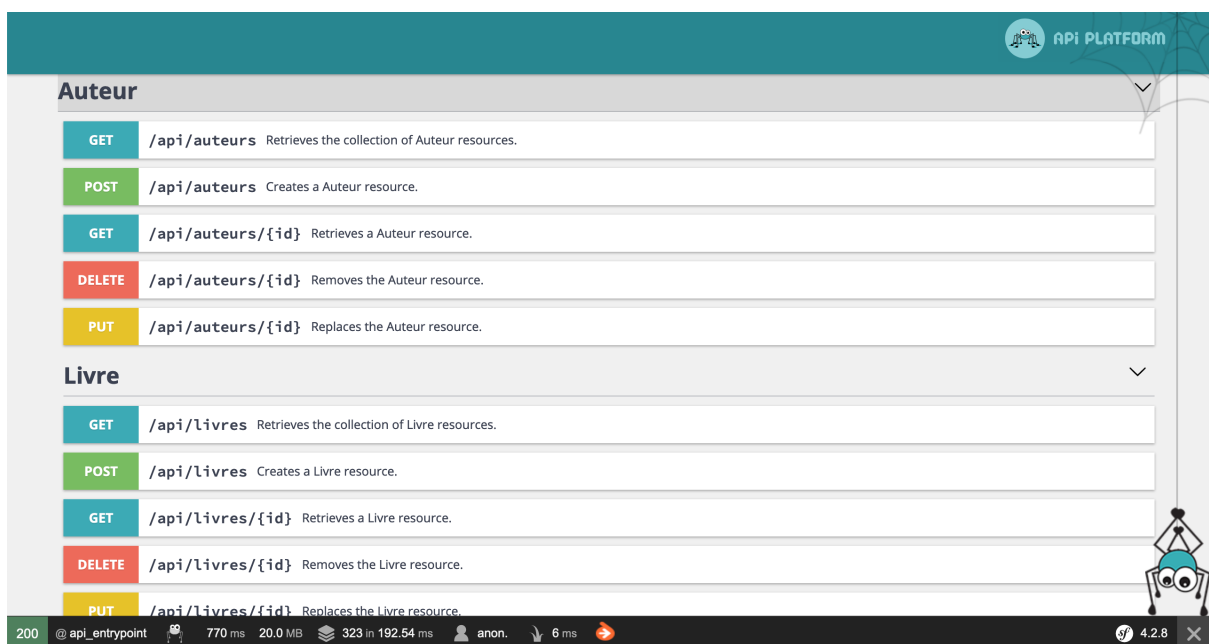 APi PLATFORM
Auteur
GET /api/auteurs Retrieves the collection of Auteur resources.
POST /api/auteurs Creates a Auteur resource.
GET /api/auteurs/{id} Retrieves a Auteur resource.
DELETE /api/auteurs/{id} Removes the Auteur resource.
PUT /api/auteurs/{id} Replaces the Auteur resource.
Livre
GET /api/livres Retrieves the collection of Livre resources.
POST /api/livres Creates a Livre resource.
GET /api/livres/{id} Retrieves a Livre resource.
DELETE /api/livres/{id} Removes the Livre resource.
PUT /api/livres/{id} Replaces the Livre resource.
200 @ api_entrypoint 770 ms 20.0 MB 323 in 192.54 ms anon. 6 ms sf 4.2.8